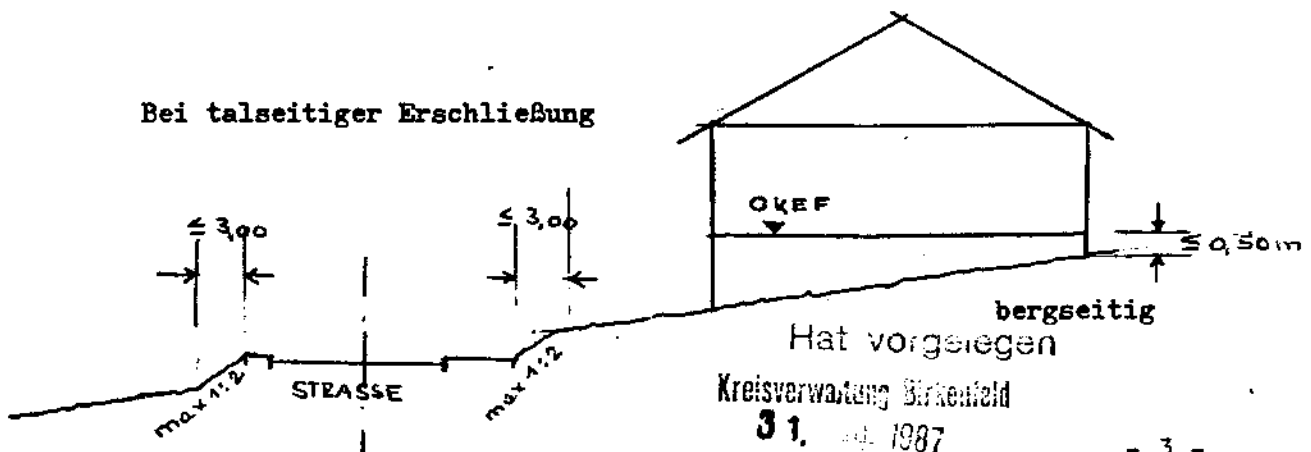 Bei talseitiger Erschließung
≤ 3,00
≤ 3,00
OKEF
≤ 0,50m
max 1:2
STRASSE
max 1:2
bergseitig
Hat vorgelegen
Kreisverwaltung Birkenfeld
31. 1987
- 3 -